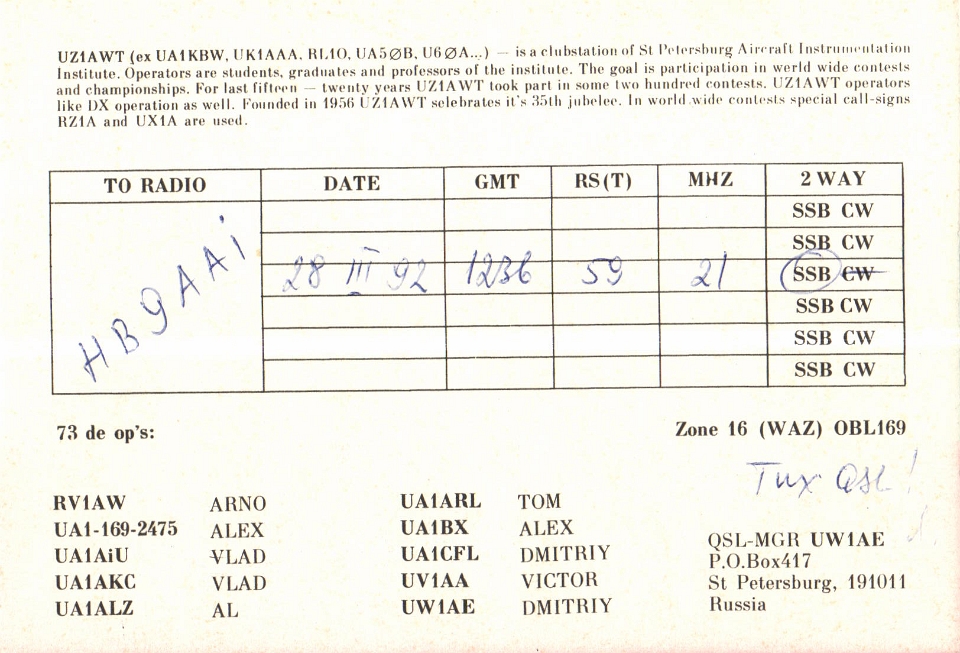 UZ1AWT (ex UA1KBW, UK1AAA, RL1O, UA5ØB, U6ØA...) — is a clubstation of St Petersburg Aircraft Instrumentation
Institute. Operators are students, graduates and professors of the institute. The goal is participation in werld wide contests
and championships. For last fifteen — twenty years UZ1AWT took part in some two hundred contests. UZ1AWT operators
like DX operation as well. Founded in 1956 UZ1AWT selebrates it's 35th jubelee. In world wide contests special call-signs
RZ1A and UX1A are used.
TO RADIO DATE GMT RS(T) MHZ 2 WAY
SSB CW
SSB CW
HB9AAi 28 III 92 1236 59 21 SSB CW
SSB CW
SSB CW
SSB CW
73 de op's: Zone 16 (WAZ) OBL169
Tnx QSL!
RV1AW ARNO UA1ARL TOM
UA1-169-2475 ALEX UA1BX ALEX
UA1AiU VLAD UA1CFL DMITRIY
UA1AKC VLAD UV1AA VICTOR
UA1ALZ AL UW1AE DMITRIY
QSL-MGR UW1AE
P.O.Box417
St Petersburg, 191011
Russia